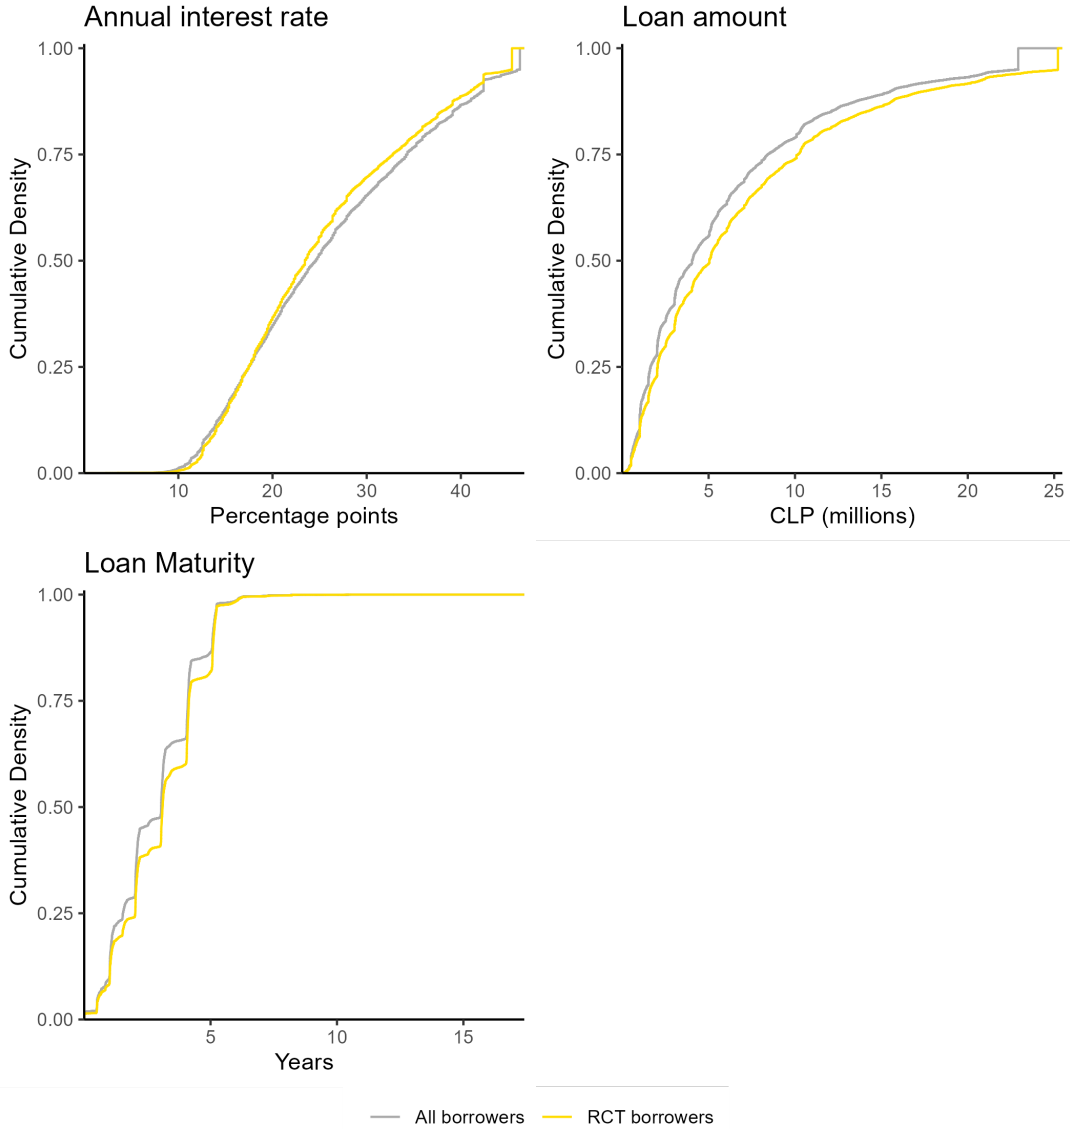 Annual interest rate
Cumulative Density
1.00
0.75
0.50
0.25
0.00
10 20 30 40
Percentage points
Loan amount
Cumulative Density
1.00
0.75
0.50
0.25
0.00
5 10 15 20 25
CLP (millions)
Loan Maturity
Cumulative Density
1.00
0.75
0.50
0.25
0.00
5 10 15
Years
All borrowers RCT borrowers